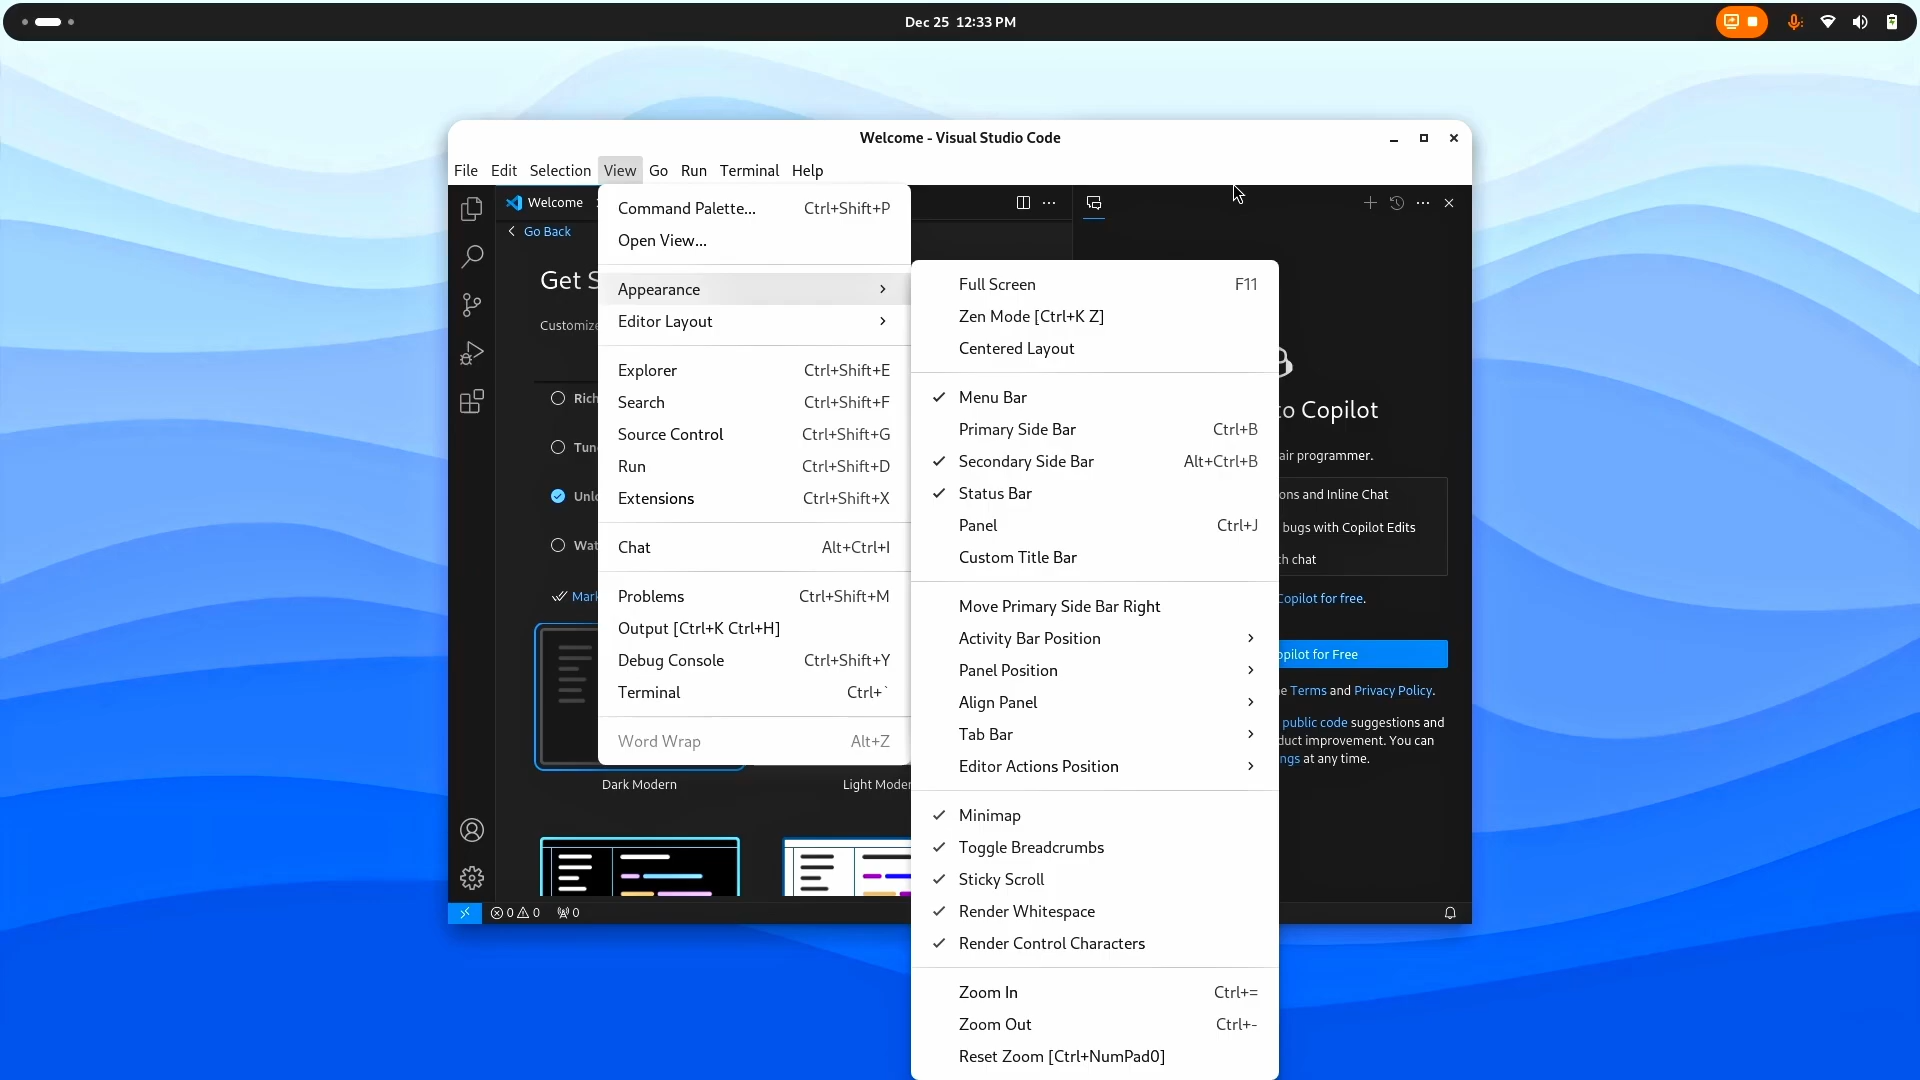 Dec 25 12:33 PM
Welcome - Visual Studio Code
File Edit Selection View Go Run Terminal Help
Welcome
Go Back
Get S
Customize
Rich
Tune
Unlo
Wat
Mark
Dark Modern
Light Moder
Command Palette... Ctrl+Shift+P
Open View...
Appearance
Editor Layout
Explorer Ctrl+Shift+E
Search Ctrl+Shift+F
Source Control Ctrl+Shift+G
Run Ctrl+Shift+D
Extensions Ctrl+Shift+X
Chat Alt+Ctrl+I
Problems Ctrl+Shift+M
Output [Ctrl+K Ctrl+H]
Debug Console Ctrl+Shift+Y
Terminal Ctrl+`
Word Wrap Alt+Z
Full Screen F11
Zen Mode [Ctrl+K Z]
Centered Layout
Menu Bar
Primary Side Bar Ctrl+B
Secondary Side Bar Alt+Ctrl+B
Status Bar
Panel Ctrl+J
Custom Title Bar
Move Primary Side Bar Right
Activity Bar Position
Panel Position
Align Panel
Tab Bar
Editor Actions Position
Minimap
Toggle Breadcrumbs
Sticky Scroll
Render Whitespace
Render Control Characters
Zoom In Ctrl+=
Zoom Out Ctrl+-
Reset Zoom [Ctrl+NumPad0]
to Copilot
air programmer.
ons and Inline Chat
bugs with Copilot Edits
th chat
Copilot for free.
opilot for Free
he Terms and Privacy Policy.
public code suggestions and
duct improvement. You can
ngs at any time.
0 0 0